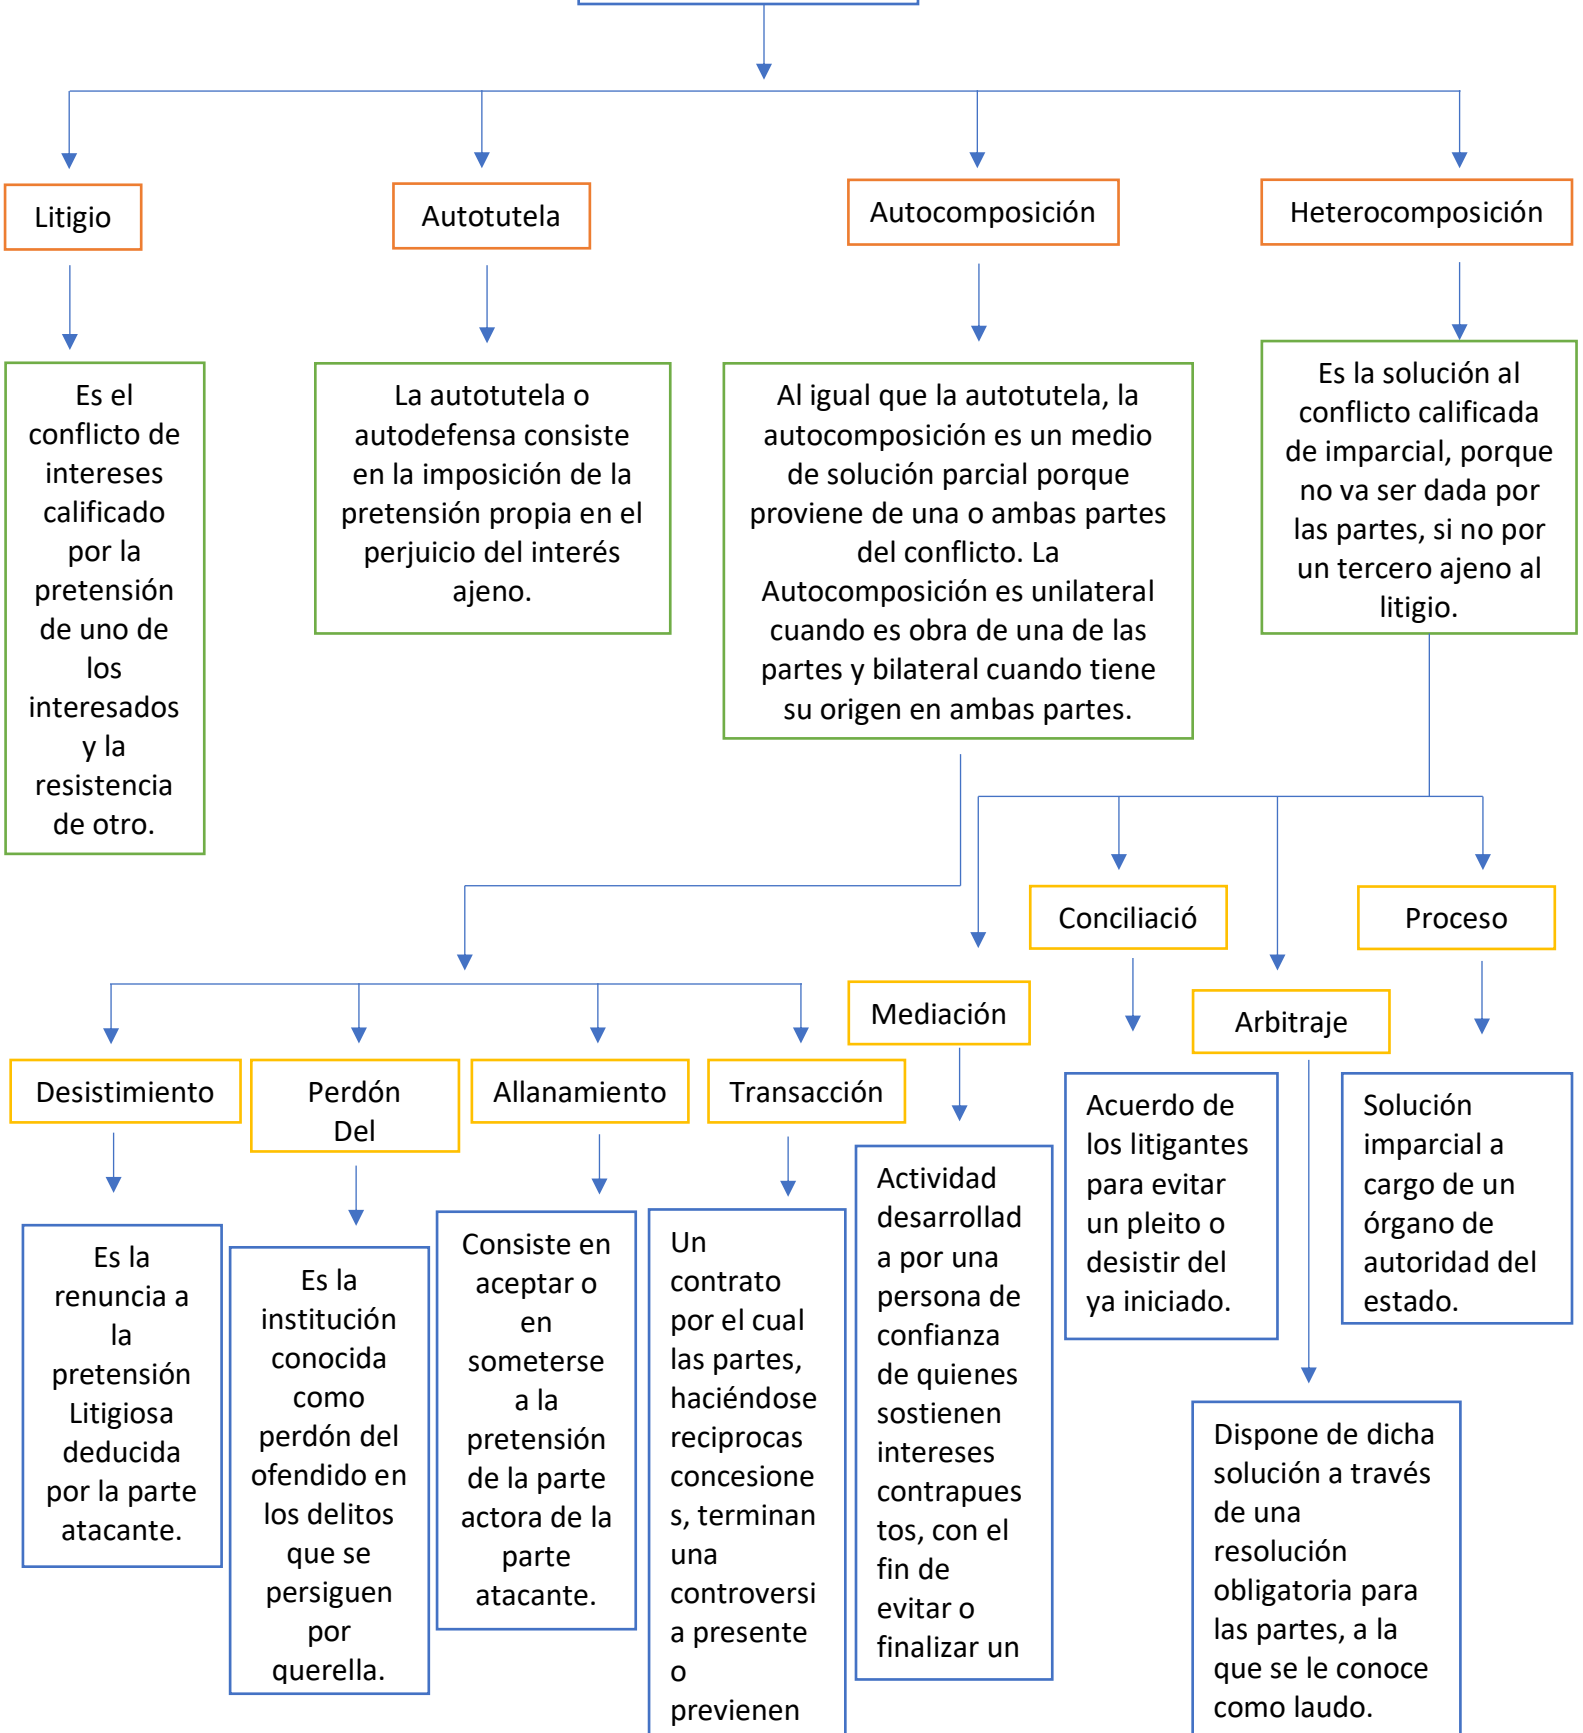 Litigio
Autotutela
Autocomposición
Heterocomposición
Es el
conflicto de
intereses
calificado
por la
pretensión
de uno de
los
interesados
y la
resistencia
de otro.
La autotutela o
autodefensa consiste
en la imposición de la
pretensión propia en el
perjuicio del interés
ajeno.
Al igual que la autotutela, la
autocomposición es un medio
de solución parcial porque
proviene de una o ambas partes
del conflicto. La
Autocomposición es unilateral
cuando es obra de una de las
partes y bilateral cuando tiene
su origen en ambas partes.
Es la solución al
conflicto calificada
de imparcial, porque
no va ser dada por
las partes, si no por
un tercero ajeno al
litigio.
Desistimiento
Perdón
Del
Allanamiento
Transacción
Mediación
Conciliació
Arbitraje
Proceso
Es la
renuncia a
la
pretensión
Litigiosa
deducida
por la parte
atacante.
Es la
institución
conocida
como
perdón del
ofendido en
los delitos
que se
persiguen
por
querella.
Consiste en
aceptar o
en
someterse
a la
pretensión
de la parte
actora de la
parte
atacante.
Un
contrato
por el cual
las partes,
haciéndose
reciprocas
concesione
s, terminan
una
controversi
a presente
o
previenen
Actividad
desarrollad
a por una
persona de
confianza
de quienes
sostienen
intereses
contrapues
tos, con el
fin de
evitar o
finalizar un
Acuerdo de
los litigantes
para evitar
un pleito o
desistir del
ya iniciado.
Dispone de dicha
solución a través
de una
resolución
obligatoria para
las partes, a la
que se le conoce
como laudo.
Solución
imparcial a
cargo de un
órgano de
autoridad del
estado.